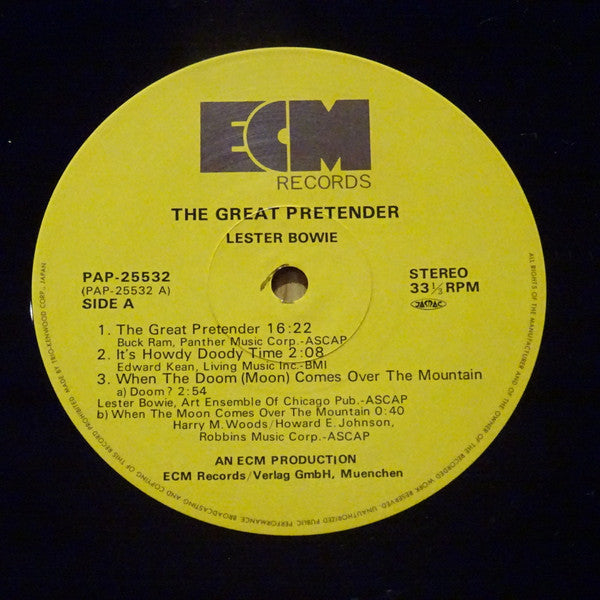 ECM
RECORDS
THE GREAT PRETENDER
LESTER BOWIE
PAP-25532
(PAP-25532 A)
SIDE A
STEREO
33⅓ RPM
JASRAC
1. The Great Pretender 16:22
Buck Ram, Panther Music Corp.-ASCAP
2. It's Howdy Doody Time 2:08
Edward Kean, Living Music Inc.-BMI
3. When The Doom (Moon) Comes Over The Mountain
a) Doom? 2:54
Lester Bowie, Art Ensemble Of Chicago Pub.-ASCAP
b) When The Moon Comes Over The Mountain 0:40
Harry M. Woods/Howard E. Johnson,
Robbins Music Corp.-ASCAP
AN ECM PRODUCTION
ECM Records/Verlag GmbH, Muenchen
ALL RIGHTS OF THE MANUFACTURER AND OF THE OWNER OF THE RECORDED WORK RESERVED. UNAUTHORIZED PUBLIC PERFORMANCE BROADCASTING AND COPYING OF THIS RECORD PROHIBITED MADE BY TRIO-KENWOOD CORP., JAPAN